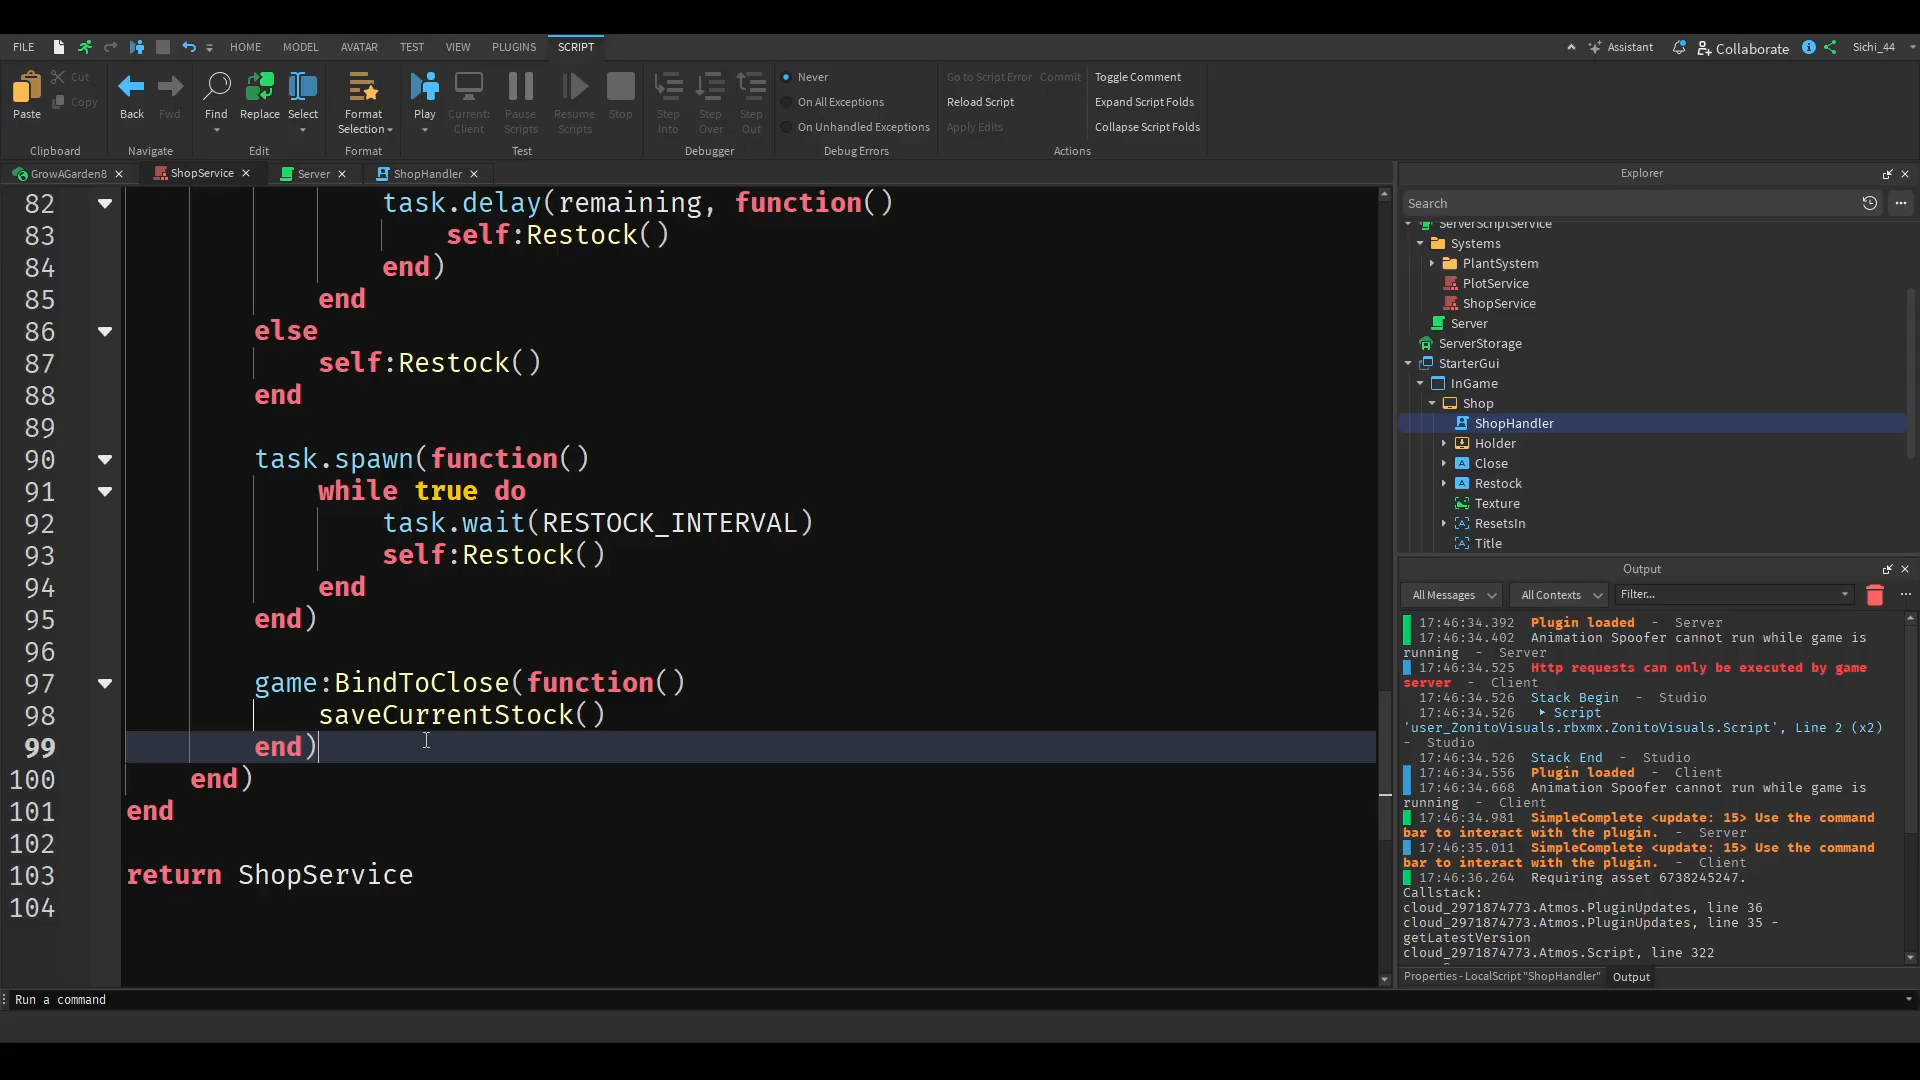 FILE HOME MODEL AVATAR TEST VIEW PLUGINS SCRIPT Assistant Collaborate Sichi_44
Paste Cut Copy
Clipboard
Back Fwd
Navigate
Find Replace Select
Edit
Format Selection
Format
Play Current: Client Pause Scripts Resume Scripts Stop
Test
Step Into Step Over Step Out
Debugger
Never
On All Exceptions
On Unhandled Exceptions
Debug Errors
Go to Script Error Commit
Reload Script
Apply Edits
Toggle Comment
Expand Script Folds
Collapse Script Folds
Actions
GrowAGarden8 ShopService Server ShopHandler
82 task.delay(remaining, function()
83 self:Restock()
84 end)
85 end
86 else
87 self:Restock()
88 end
89
90 task.spawn(function()
91 while true do
92 task.wait(RESTOCK_INTERVAL)
93 self:Restock()
94 end
95 end)
96
97 game:BindToClose(function()
98 saveCurrentStock()
99 end)
100 end)
101 end
102
103 return ShopService
104
Explorer
Search
ServerScriptService
Systems
PlantSystem
PlotService
ShopService
Server
ServerStorage
StarterGui
InGame
Shop
ShopHandler
Holder
Close
Restock
Texture
ResetsIn
Title
Output
All Messages All Contexts Filter...
17:46:34.392 Plugin loaded - Server
17:46:34.402 Animation Spoofer cannot run while game is
running - Server
17:46:34.525 Http requests can only be executed by game
server - Client
17:46:34.526 Stack Begin - Studio
17:46:34.526 Script
'user_ZonitoVisuals.rbxmx.ZonitoVisuals.Script', Line 2 (x2)
- Studio
17:46:34.526 Stack End - Studio
17:46:34.556 Plugin loaded - Client
17:46:34.668 Animation Spoofer cannot run while game is
running - Client
17:46:34.981 SimpleComplete <update: 15> Use the command
bar to interact with the plugin. - Server
17:46:35.011 SimpleComplete <update: 15> Use the command
bar to interact with the plugin. - Client
17:46:36.264 Requiring asset 6738245247.
Callstack:
cloud_2971874773.Atmos.PluginUpdates, line 36
cloud_2971874773.Atmos.PluginUpdates, line 35 -
getLatestVersion
cloud_2971874773.Atmos.Script, line 322
Properties - LocalScript "ShopHandler" Output
Run a command